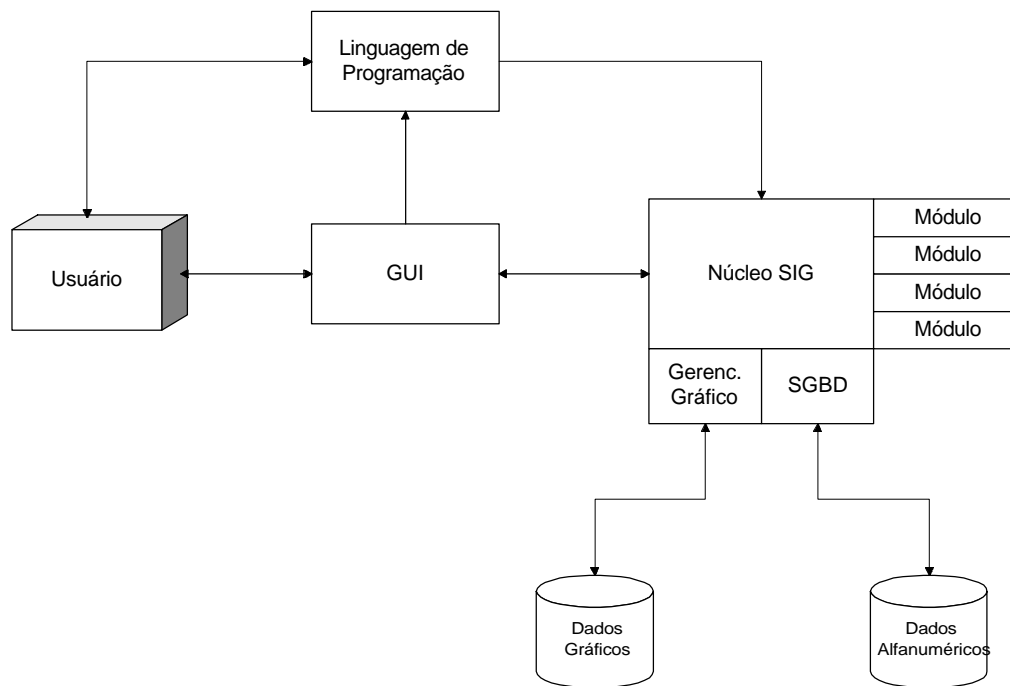 Linguagem de
Programação
Usuário
GUI
Núcleo SIG
Módulo
Módulo
Módulo
Módulo
Gerenc.
Gráfico
SGBD
Dados
Gráficos
Dados
Alfanuméricos